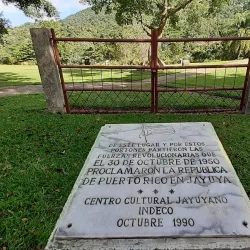 DE ESTE LUGAR Y POR ESTOS
PORTONES PARTIERON LAS
FUERZAS REVOLUCIONARIAS QUE
EL 30 DE OCTUBRE DE 1950
PROCLAMARON LA REPUBLICA
DE PUERTO RICO EN JAYUYA
CENTRO CULTURAL JAYUYANO
INDECO
OCTUBRE 1990